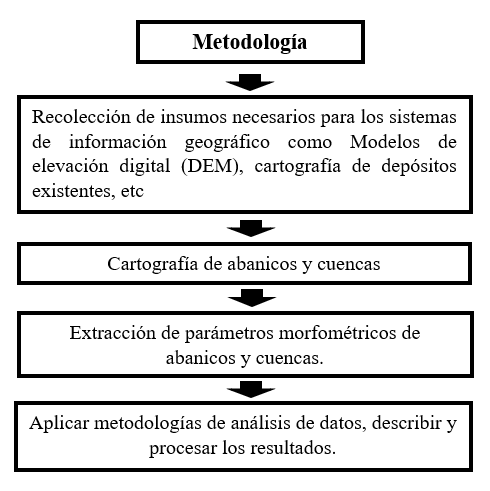 Metodología
Recolección de insumos necesarios para los sistemas
de información geográfico como Modelos de
elevación digital (DEM), cartografía de depósitos
existentes, etc
Cartografía de abanicos y cuencas
Extracción de parámetros morfométricos de
abanicos y cuencas.
Aplicar metodologías de análisis de datos, describir y
procesar los resultados.